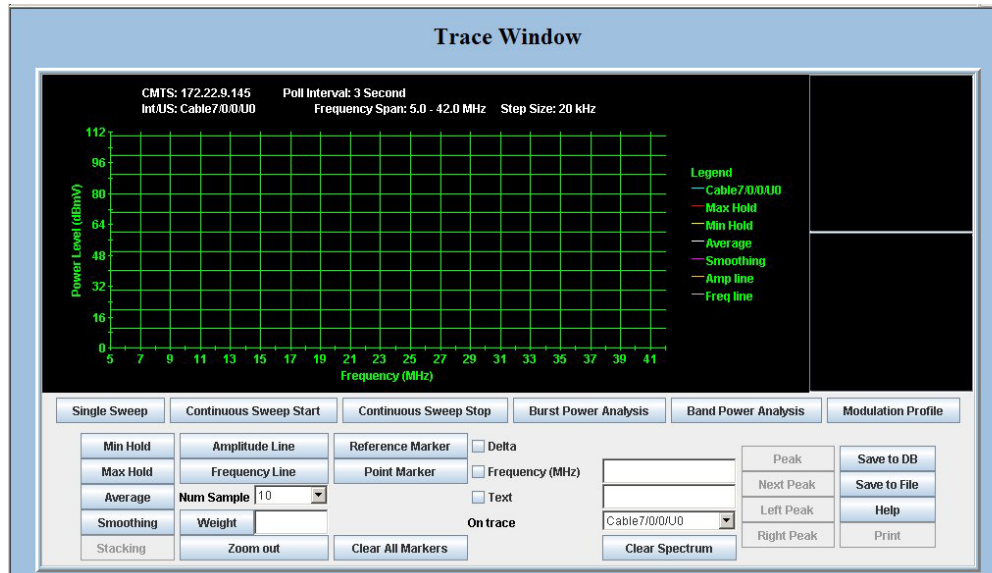 Trace Window
CMTS: 172.22.9.145 Poll Interval: 3 Second
Int/US: Cable7/0/0/U0 Frequency Span: 5.0 - 42.0 MHz Step Size: 20 kHz
112
96
80
64
48
32
16
0
Power Level (dBmV)
5 7 9 11 13 15 17 19 21 23 25 27 29 31 33 35 37 39 41
Frequency (MHz)
Legend
Cable7/0/0/U0
Max Hold
Min Hold
Average
Smoothing
Amp line
Freq line
Single Sweep Continuous Sweep Start Continuous Sweep Stop Burst Power Analysis Band Power Analysis Modulation Profile
Min Hold Amplitude Line Reference Marker Delta
Max Hold Frequency Line Point Marker Frequency (MHz)
Average Num Sample 10 Text
Smoothing Weight On trace Cable7/0/0/U0
Stacking Zoom out Clear All Markers Clear Spectrum
Peak Save to DB
Next Peak Save to File
Left Peak Help
Right Peak Print